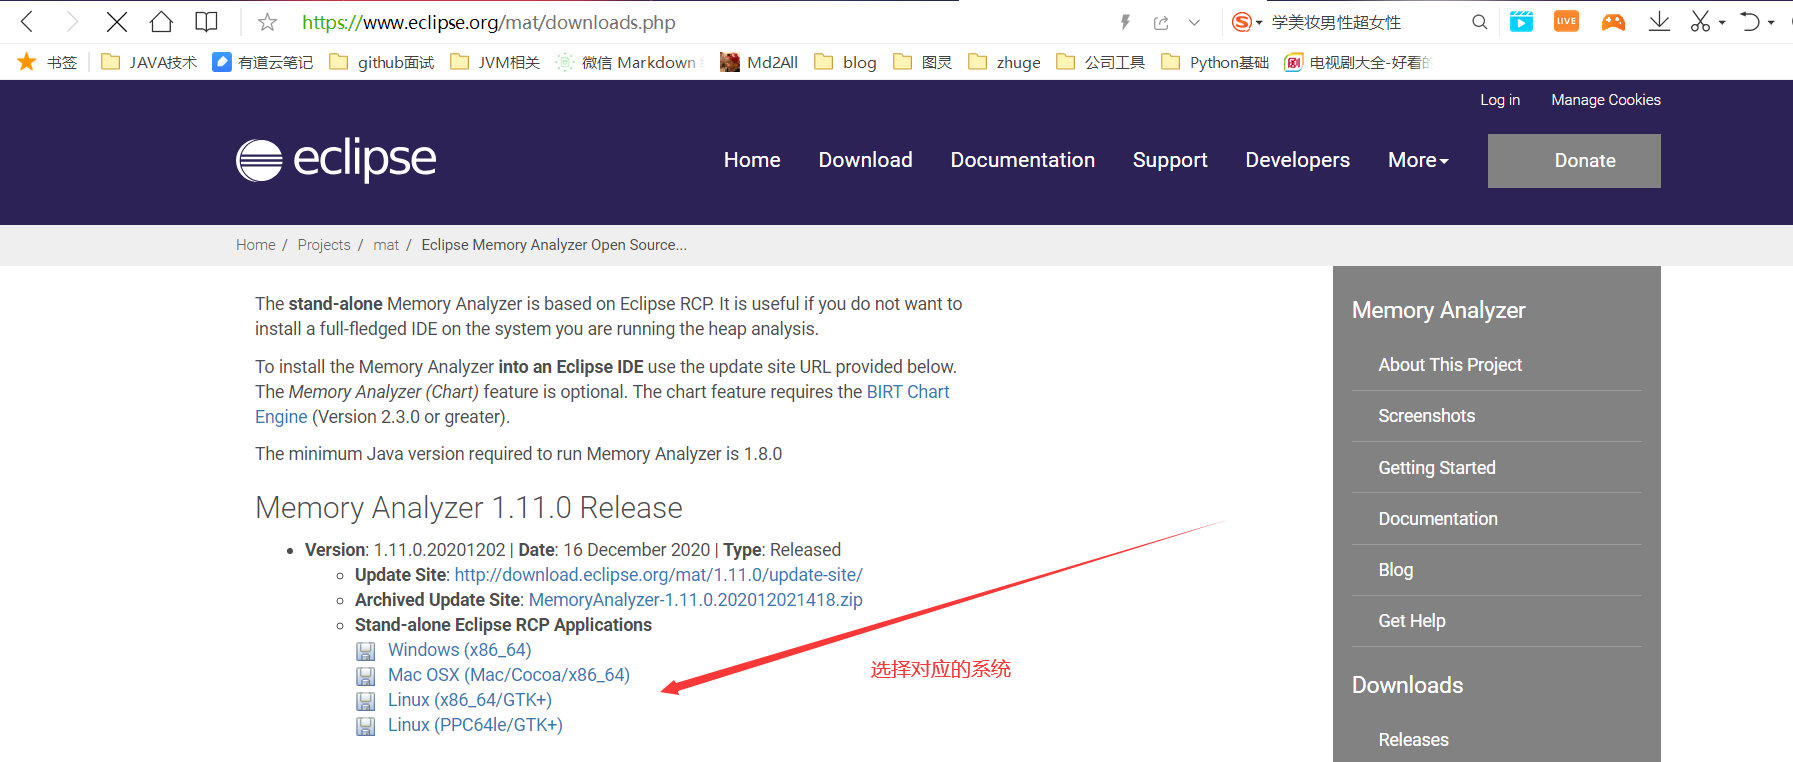 https://www.eclipse.org/mat/downloads.php
学美妆男性超女性
LIVE
书签
JAVA技术
有道云笔记
github面试
JVM相关
微信 Markdown
Md2All
blog
图灵
zhuge
公司工具
Python基础
电视剧大全-好看的
Log in
Manage Cookies
eclipse
Home
Download
Documentation
Support
Developers
More
Donate
Home / Projects / mat / Eclipse Memory Analyzer Open Source...
The stand-alone Memory Analyzer is based on Eclipse RCP. It is useful if you do not want to
install a full-fledged IDE on the system you are running the heap analysis.
To install the Memory Analyzer into an Eclipse IDE use the update site URL provided below.
The Memory Analyzer (Chart) feature is optional. The chart feature requires the BIRT Chart
Engine (Version 2.3.0 or greater).
The minimum Java version required to run Memory Analyzer is 1.8.0
Memory Analyzer 1.11.0 Release
Version: 1.11.0.20201202 | Date: 16 December 2020 | Type: Released
Update Site: http://download.eclipse.org/mat/1.11.0/update-site/
Archived Update Site: MemoryAnalyzer-1.11.0.202012021418.zip
Stand-alone Eclipse RCP Applications
Windows (x86_64)
Mac OSX (Mac/Cocoa/x86_64)
Linux (x86_64/GTK+)
Linux (PPC64le/GTK+)
选择对应的系统
Memory Analyzer
About This Project
Screenshots
Getting Started
Documentation
Blog
Get Help
Downloads
Releases